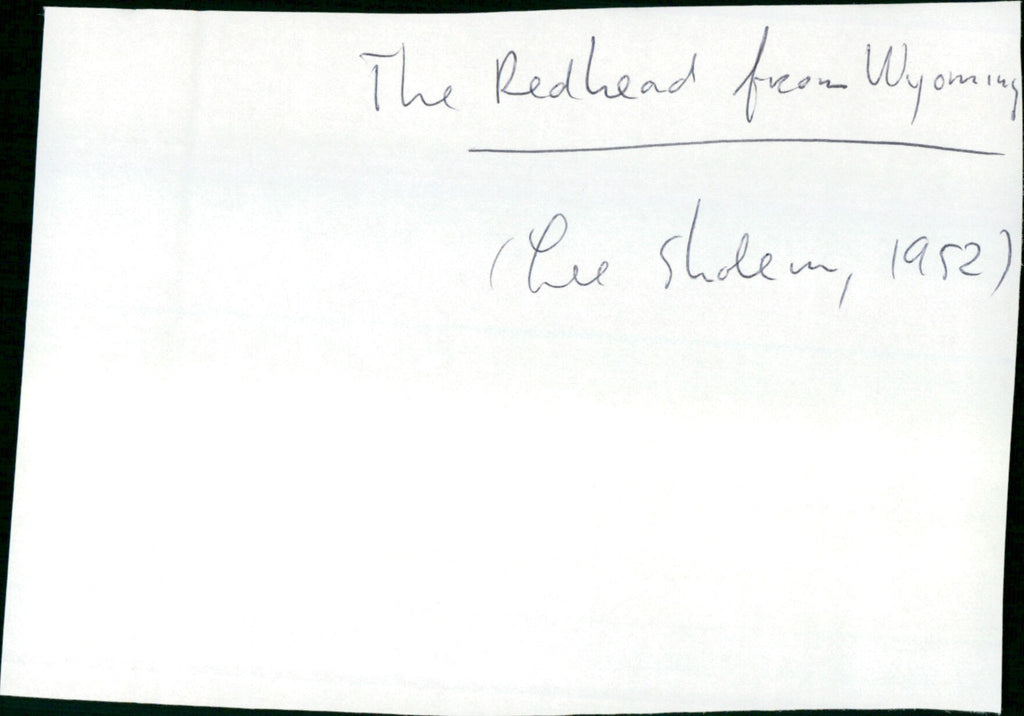 The Redhead from Wyoming
(Lee Sholem, 1952)